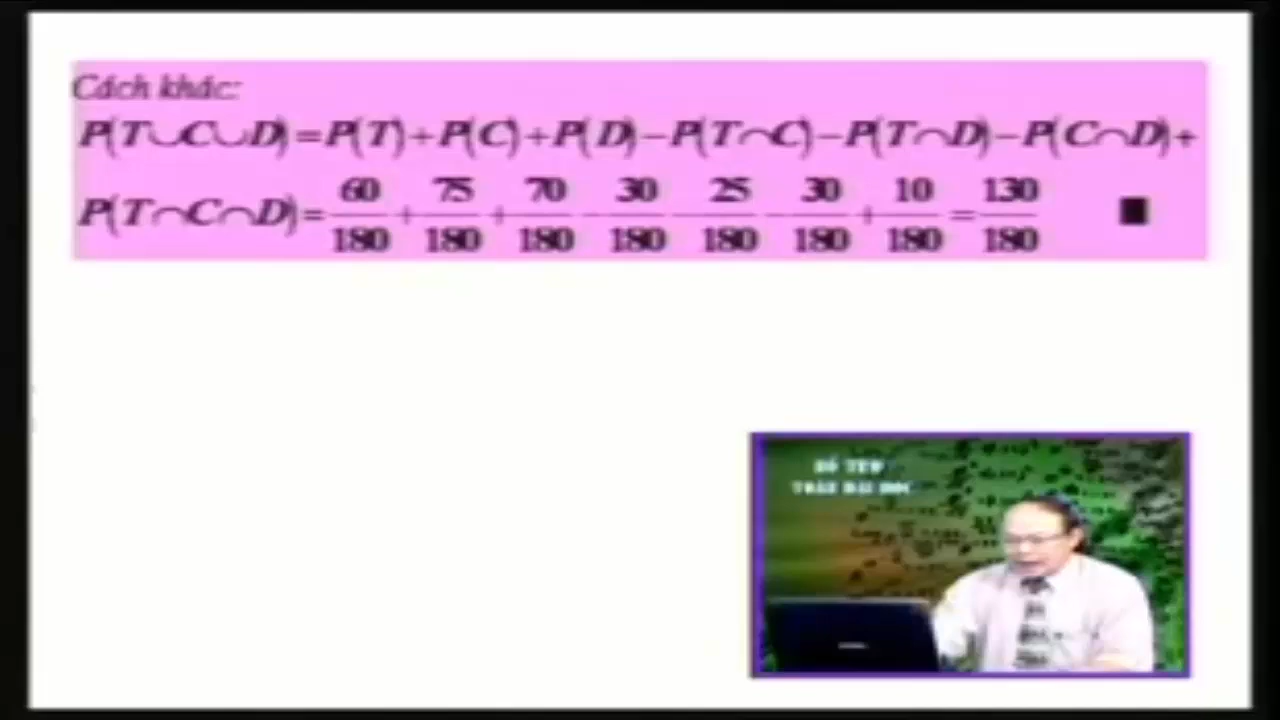 Cách khác:
P(T∪C∪D)=P(T)+P(C)+P(D)−P(T∩C)−P(T∩D)−P(C∩D)+
P(T∩C∩D)=60/180+75/180+70/180−30/180−25/180−30/180+10/180=130/180 ■